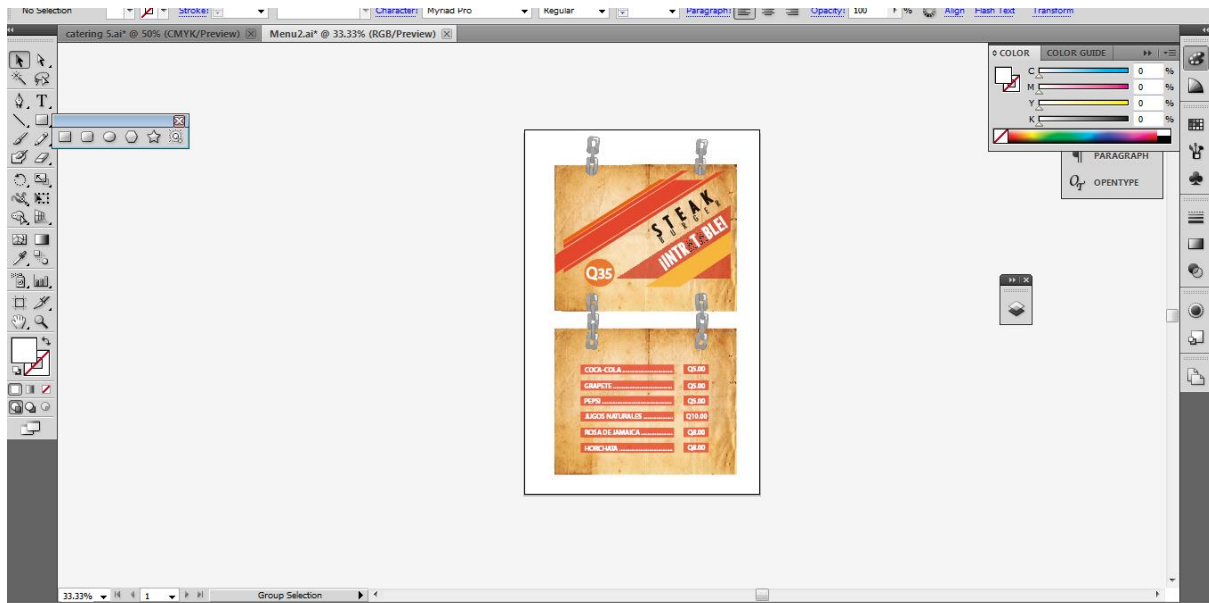 No Selection Stroke: Character: Myriad Pro Regular Paragraph: Opacity: 100 % Align Flash Text Transform
catering 5.ai* @ 50% (CMYK/Preview) Menu2.ai* @ 33.33% (RGB/Preview)
COLOR COLOR GUIDE
C 0 %
M 0 %
Y 0 %
K 0 %
PARAGRAPH
OPENTYPE
STEAK
BURGER
Q35
COCA-COLA Q5.00
GRAPETE Q5.00
PEPSI Q5.00
JUGOS NATURALES Q10.00
ROSA DE JAMAICA Q8.00
HORCHATA Q8.00
33.33% 1 Group Selection